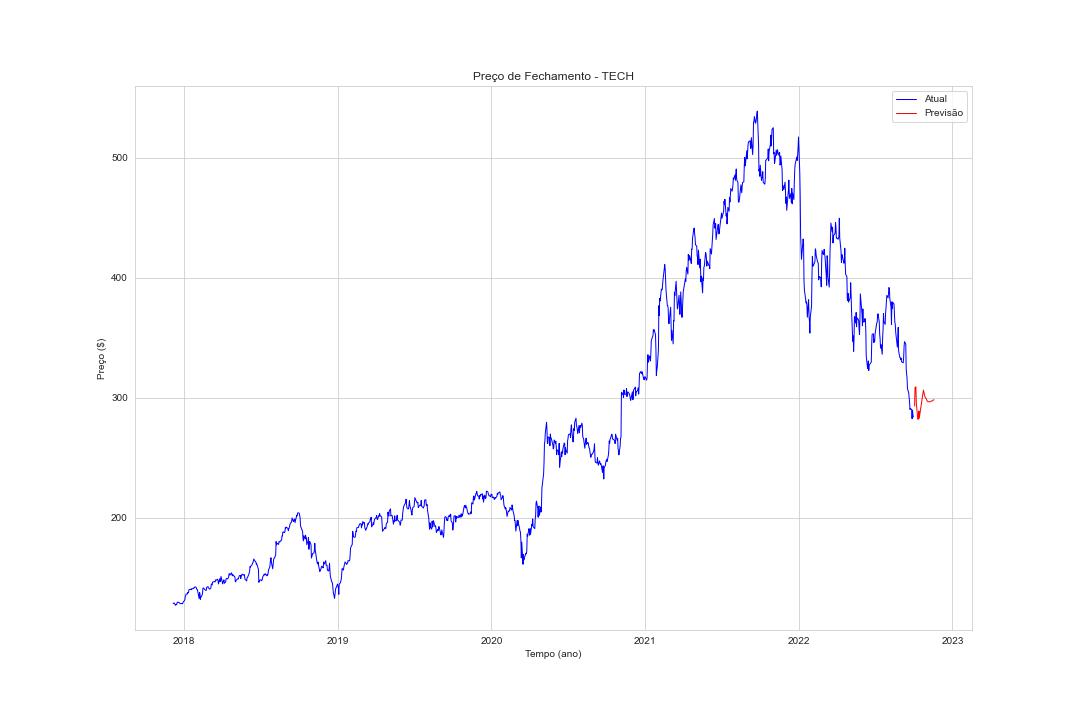 Preço de Fechamento - TECH
Atual
Previsão
500
400
300
200
Preço ($)
2018
2019
2020
2021
2022
2023
Tempo (ano)